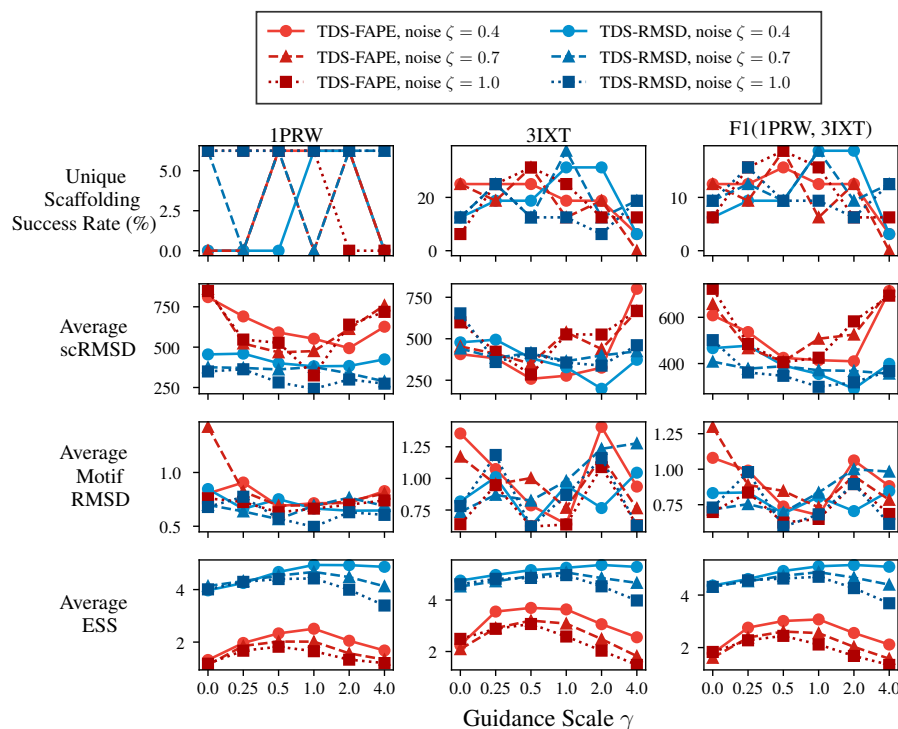 TDS-FAPE, noise ζ = 0.4 TDS-RMSD, noise ζ = 0.4
TDS-FAPE, noise ζ = 0.7 TDS-RMSD, noise ζ = 0.7
TDS-FAPE, noise ζ = 1.0 TDS-RMSD, noise ζ = 1.0
1PRW 3IXT F1(1PRW, 3IXT)
Unique
Scaffolding
Success Rate (%)
5.0
2.5
0.0
20
0
10
0
Average
scRMSD
750
500
250
750
500
250
600
400
Average
Motif
RMSD
1.0
0.5
1.25
1.00
0.75
1.25
1.00
0.75
Average
ESS
4
2
4
2
4
2
0.0 0.25 0.5 1.0 2.0 4.0 0.0 0.25 0.5 1.0 2.0 4.0 0.0 0.25 0.5 1.0 2.0 4.0
Guidance Scale γ